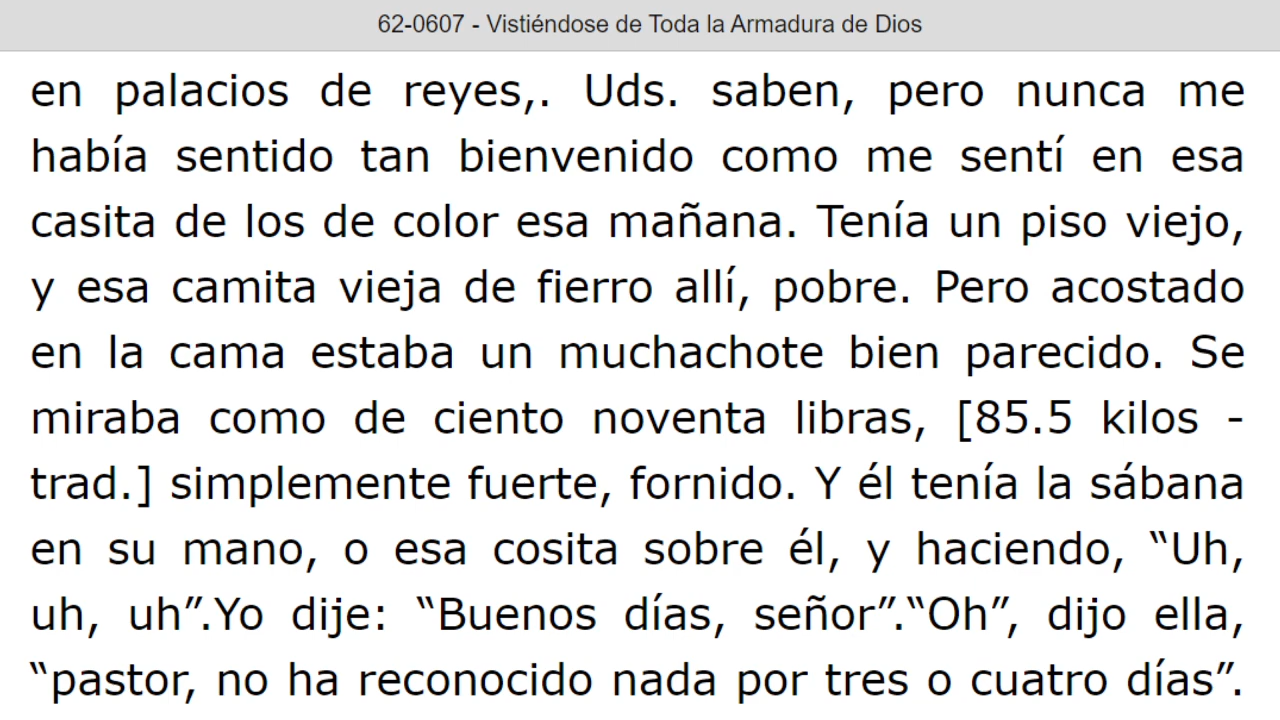 62-0607 - Vistiéndose de Toda la Armadura de Dios
en palacios de reyes,. Uds. saben, pero nunca me
había sentido tan bienvenido como me sentí en esa
casita de los de color esa mañana. Tenía un piso viejo,
y esa camita vieja de fierro allí, pobre. Pero acostado
en la cama estaba un muchachote bien parecido. Se
miraba como de ciento noventa libras, [85.5 kilos -
trad.] simplemente fuerte, fornido. Y él tenía la sábana
en su mano, o esa cosita sobre él, y haciendo, “Uh,
uh, uh”.Yo dije: “Buenos días, señor”.“Oh”, dijo ella,
“pastor, no ha reconocido nada por tres o cuatro días”.